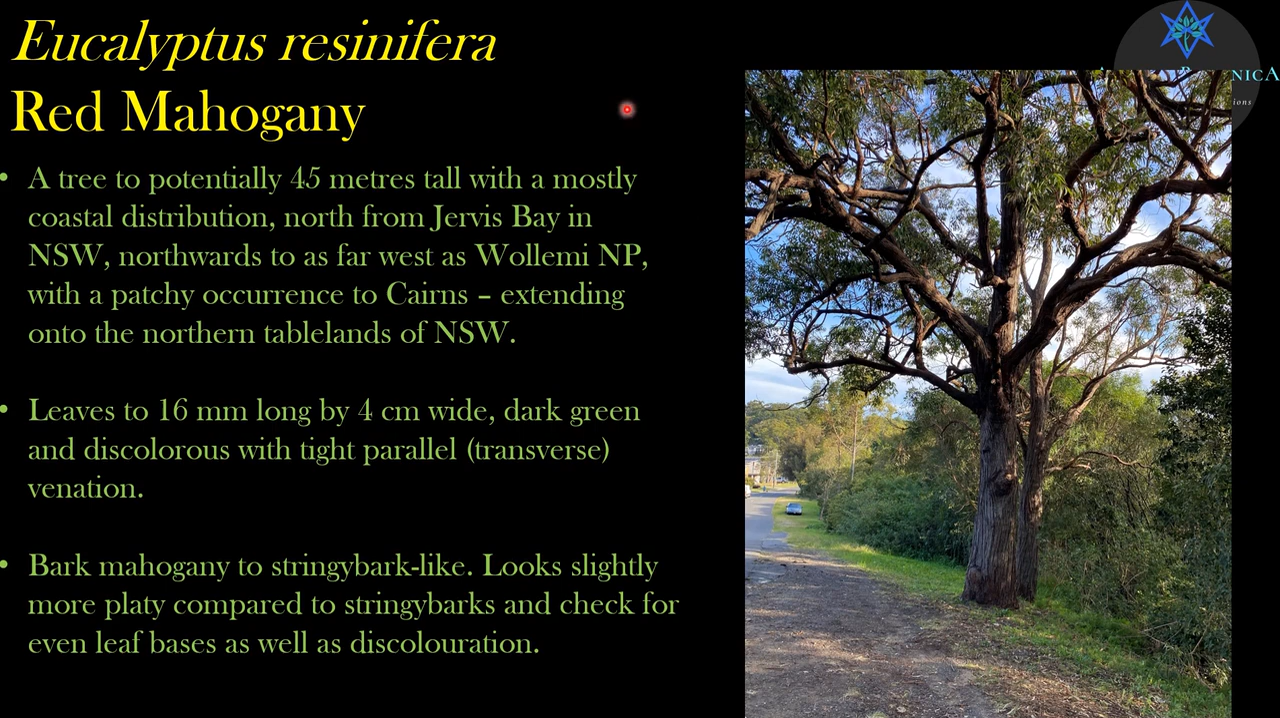 Eucalyptus resinifera
Red Mahogany
• A tree to potentially 45 metres tall with a mostly
coastal distribution, north from Jervis Bay in
NSW, northwards to as far west as Wollemi NP,
with a patchy occurrence to Cairns – extending
onto the northern tablelands of NSW.
• Leaves to 16 mm long by 4 cm wide, dark green
and discolorous with tight parallel (transverse)
venation.
• Bark mahogany to stringybark-like. Looks slightly
more platy compared to stringybarks and check for
even leaf bases as well as discolouration.